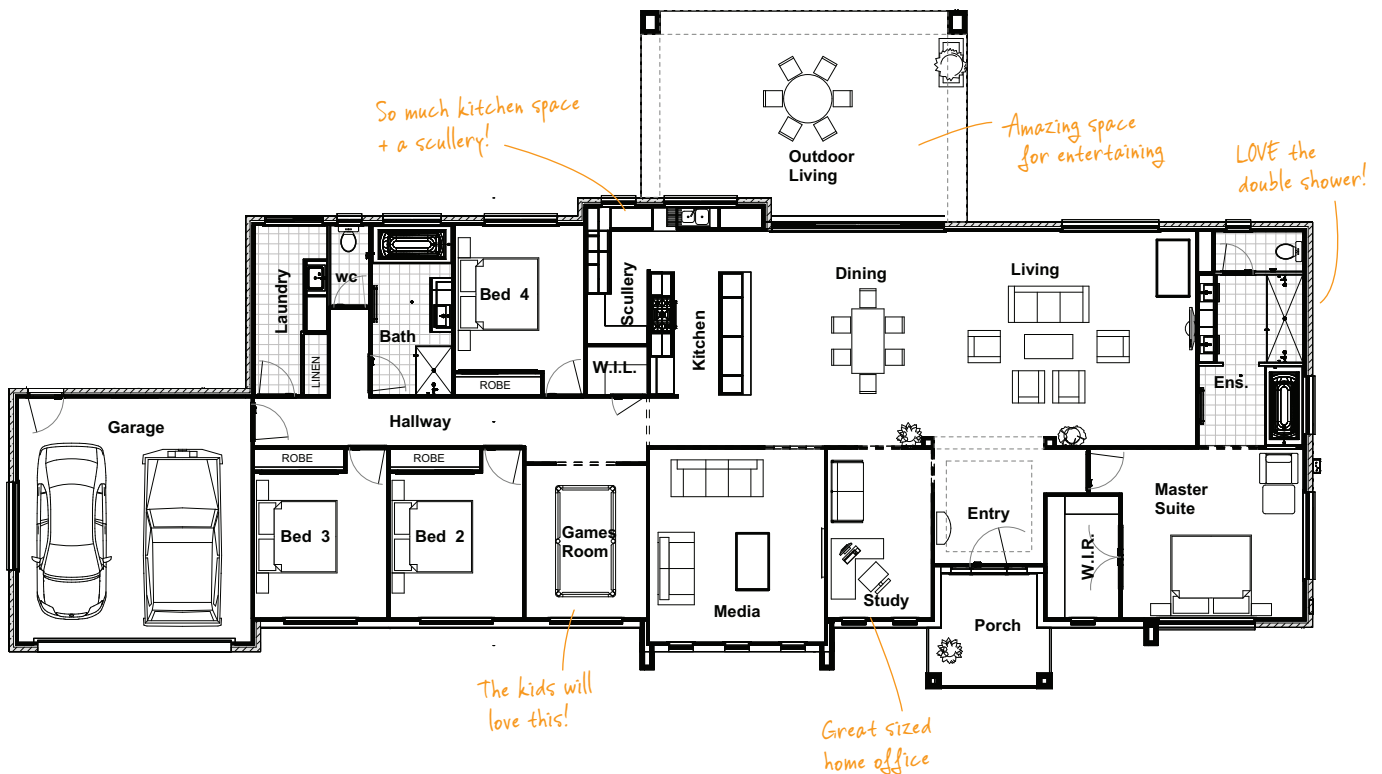 So much kitchen space
+ a scullery!
Amazing space
for entertaining
LOVE the
double shower!
Outdoor
Living
Laundry
wc
Bath
LINEN
Bed 4
ROBE
Scullery
W.I.L.
Kitchen
Dining
Living
Ens.
Garage
Hallway
ROBE
ROBE
Bed 3
Bed 2
Games
Room
Media
Study
Entry
Porch
W.I.R.
Master
Suite
The kids will
love this!
Great sized
home office